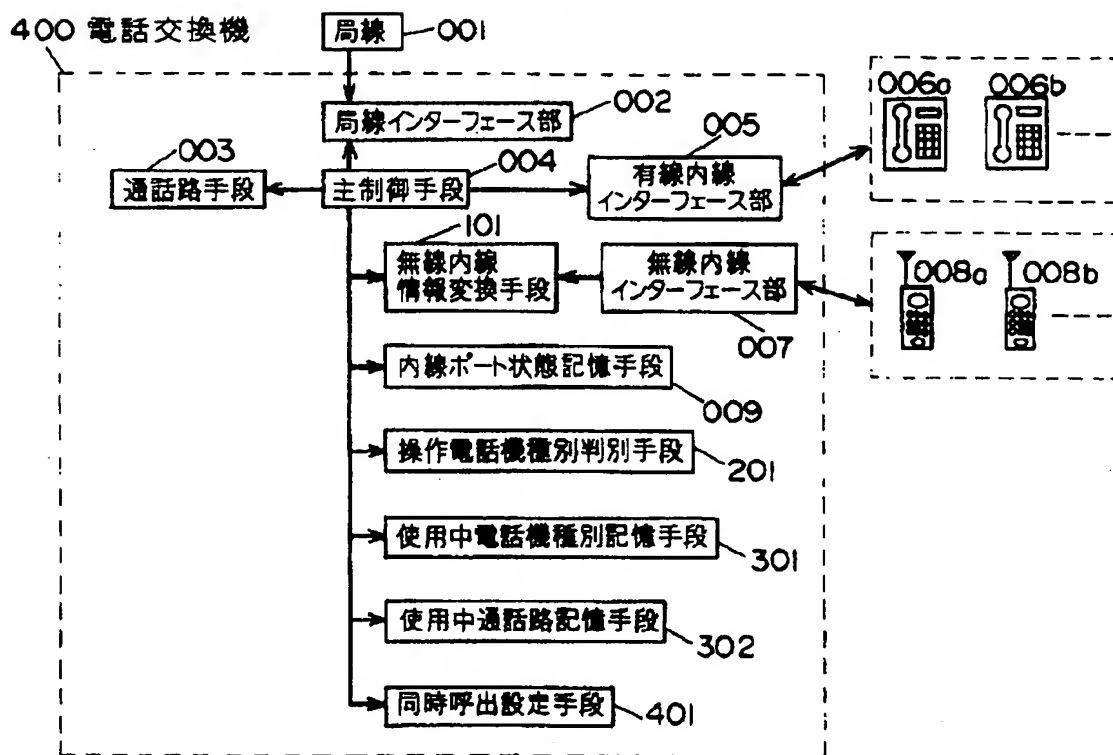 400 電話交換機
局線
001
局線インターフェース部
002
003
通話路手段
主制御手段
004
005
有線内線
インターフェース部
006a
006b
101
無線内線
情報変換手段
無線内線
インターフェース部
007
008a
008b
内線ポート状態記憶手段
009
操作電話機種別判別手段
201
使用中電話機種別記憶手段
301
使用中通話路記憶手段
302
同時呼出設定手段
401